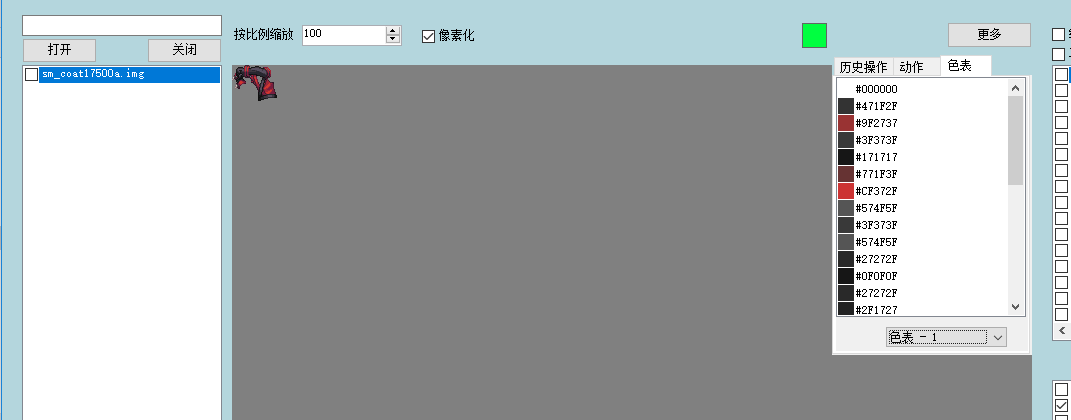 按比例缩放
100
像素化
更多
打开
关闭
sm_coat17500a.img
历史操作
动作
色表
#000000
#471F2F
#9F2737
#3F373F
#171717
#771F3F
#CF372F
#574F5F
#3F373F
#574F5F
#27272F
#0F0F0F
#27272F
#2F1727
色表 - 1